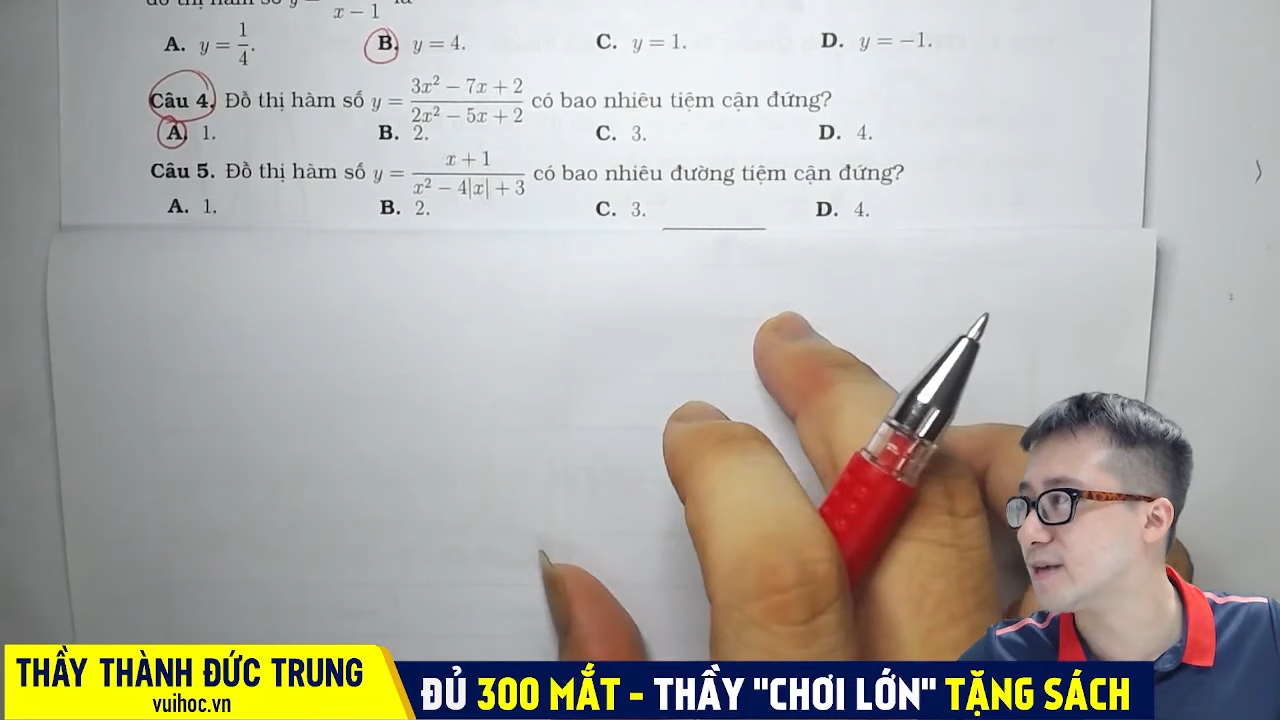 x − 1
A. y = 1/4. B. y = 4. C. y = 1. D. y = −1.
Câu 4. Đồ thị hàm số y = (3x² − 7x + 2)/(2x² − 5x + 2) có bao nhiêu tiệm cận đứng?
A. 1. B. 2. C. 3. D. 4.
Câu 5. Đồ thị hàm số y = (x + 1)/(x² − 4|x| + 3) có bao nhiêu đường tiệm cận đứng?
A. 1. B. 2. C. 3. D. 4.
THẦY THÀNH ĐỨC TRUNG
vuihoc.vn
ĐỦ 300 MẮT - THẦY "CHƠI LỚN" TẶNG SÁCH